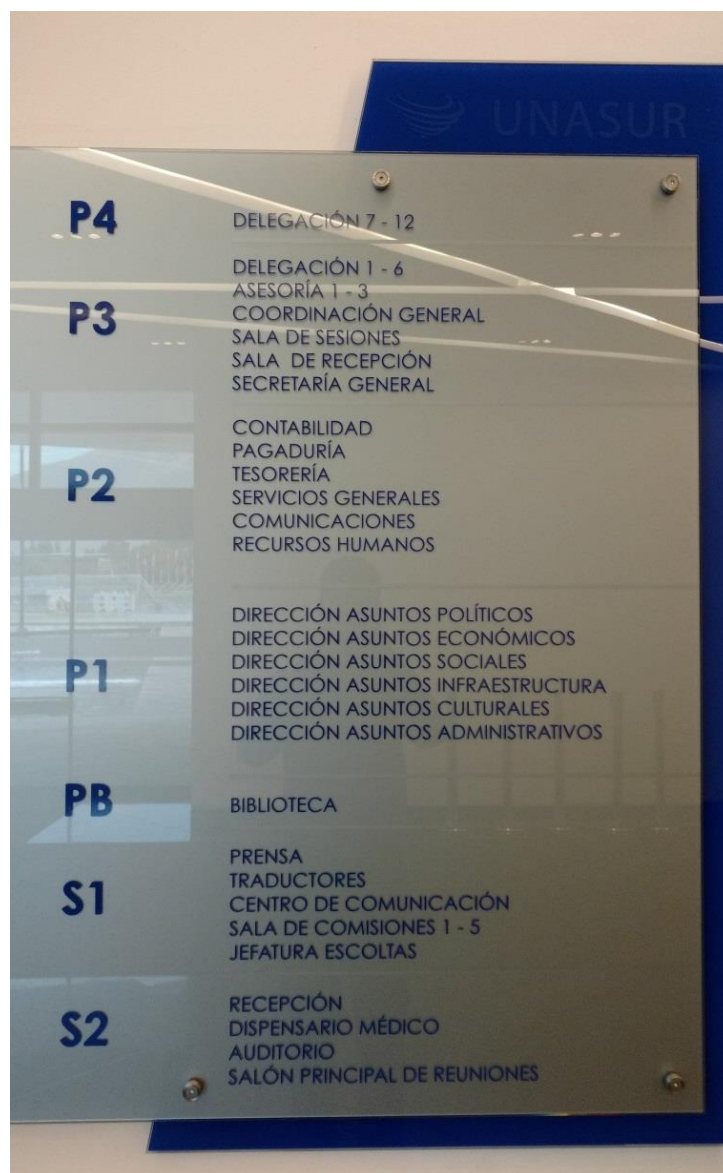 UNASUR
P4
DELEGACIÓN 7 - 12
P3
DELEGACIÓN 1 - 6
ASESORÍA 1 - 3
COORDINACIÓN GENERAL
SALA DE SESIONES
SALA DE RECEPCIÓN
SECRETARÍA GENERAL
P2
CONTABILIDAD
PAGADURÍA
TESORERÍA
SERVICIOS GENERALES
COMUNICACIONES
RECURSOS HUMANOS
P1
DIRECCIÓN ASUNTOS POLÍTICOS
DIRECCIÓN ASUNTOS ECONÓMICOS
DIRECCIÓN ASUNTOS SOCIALES
DIRECCIÓN ASUNTOS INFRAESTRUCTURA
DIRECCIÓN ASUNTOS CULTURALES
DIRECCIÓN ASUNTOS ADMINISTRATIVOS
PB
BIBLIOTECA
S1
PRENSA
TRADUCTORES
CENTRO DE COMUNICACIÓN
SALA DE COMISIONES 1 - 5
JEFATURA ESCOLTAS
S2
RECEPCIÓN
DISPENSARIO MÉDICO
AUDITORIO
SALÓN PRINCIPAL DE REUNIONES